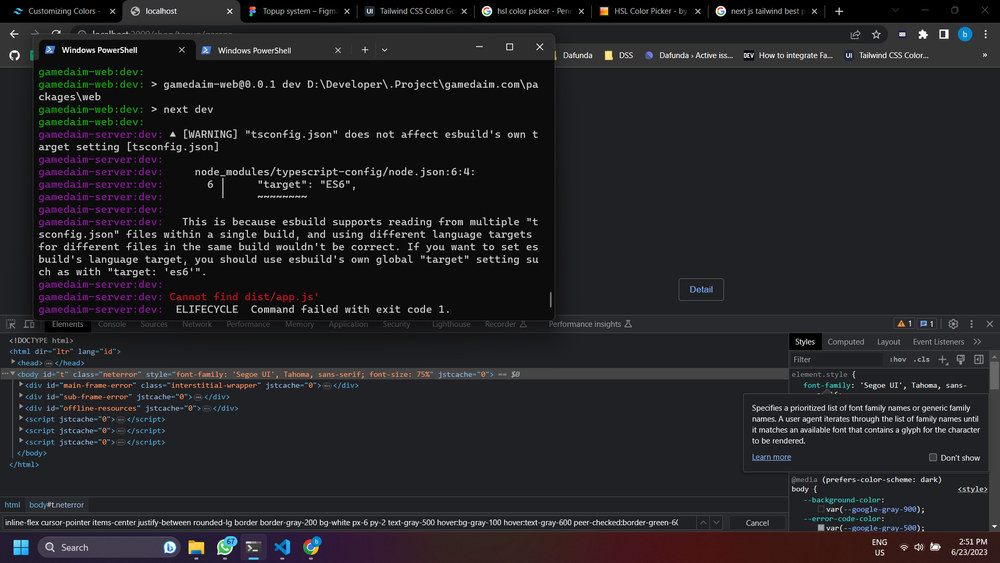 Customizing Colors -
localhost
Topup system – Figm
Tailwind CSS Color Ge
hsl color picker - Pen
HSL Color Picker - by
next js tailwind best p
Windows PowerShell
Windows PowerShell
Dafunda
DSS
Dafunda › Active iss...
DEV
How to integrate Fa...
UI
Tailwind CSS Color...
gamedaim-web:dev:
gamedaim-web:dev: > gamedaim-web@0.0.1 dev D:\Developer\.Project\gamedaim.com\pa
ckages\web
gamedaim-web:dev: > next dev
gamedaim-web:dev:
gamedaim-server:dev: ▲ [WARNING] "tsconfig.json" does not affect esbuild's own t
arget setting [tsconfig.json]
gamedaim-server:dev:
gamedaim-server:dev: node_modules/typescript-config/node.json:6:4:
gamedaim-server:dev: 6 │ "target": "ES6",
gamedaim-server:dev: ~~~~~~~~
gamedaim-server:dev:
gamedaim-server:dev: This is because esbuild supports reading from multiple "t
sconfig.json" files within a single build, and using different language targets
for different files in the same build wouldn't be correct. If you want to set es
build's language target, you should use esbuild's own global "target" setting su
ch as with "target: 'es6'".
gamedaim-server:dev:
gamedaim-server:dev: Cannot find dist/app.js'
gamedaim-server:dev: ELIFECYCLE Command failed with exit code 1.
Detail
Elements
Console
Sources
Network
Performance
Memory
Application
Security
Lighthouse
Recorder
Performance insights
1
1
<!DOCTYPE html>
<html dir="ltr" lang="id">
<head>…</head>
<body id="t" class="neterror" style="font-family: 'Segoe UI', Tahoma, sans-serif; font-size: 75%" jstcache="0"> == $0
<div id="main-frame-error" class="interstitial-wrapper" jstcache="0">…</div>
<div id="sub-frame-error" jstcache="0">…</div>
<div id="offline-resources" jstcache="0">…</div>
<script jstcache="0">…</script>
<script jstcache="0">…</script>
<script jstcache="0">…</script>
</body>
</html>
html
body#t.neterror
inline-flex cursor-pointer items-center justify-between rounded-lg border border-gray-200 bg-white px-6 py-2 text-gray-500 hover:bg-gray-100 hover:text-gray-600 peer-checked:border-green-60
Cancel
Styles
Computed
Layout
Event Listeners
Filter
:hov
.cls
element.style {
font-family: 'Segoe UI', Tahoma, sans-
Specifies a prioritized list of font family names or generic family
names. A user agent iterates through the list of family names until
it matches an available font that contains a glyph for the character
to be rendered.
Learn more
Don't show
@media (prefers-color-scheme: dark)
body {
<style>
--background-color:
var(--google-gray-900);
--error-code-color:
var(--google-gray-500);
Search
67
ENG
US
2:51 PM
6/23/2023